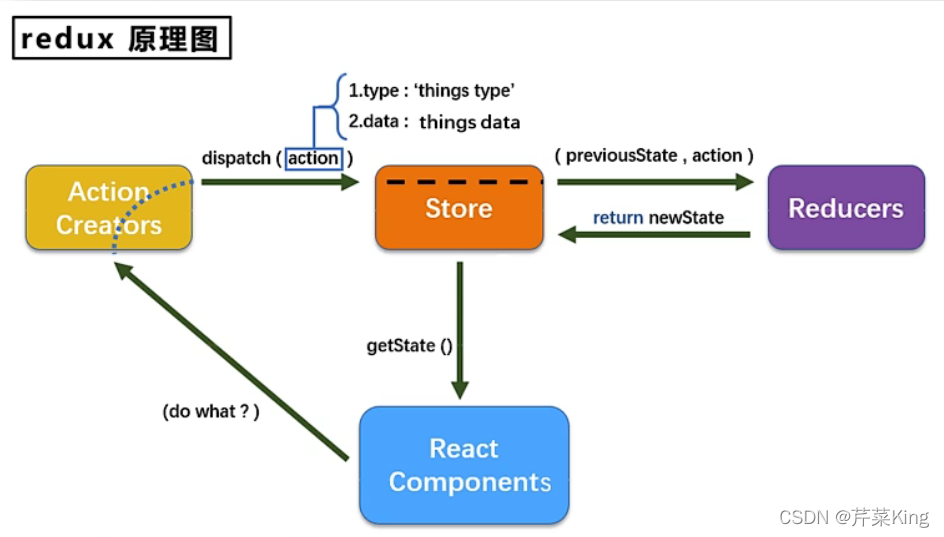 redux 原理图
1.type : ‘things type’
2.data : things data
dispatch ( action )
( previousState , action )
Action
Creators
Store
return newState
Reducers
getState ()
(do what ? )
React
Components
CSDN @芹菜King